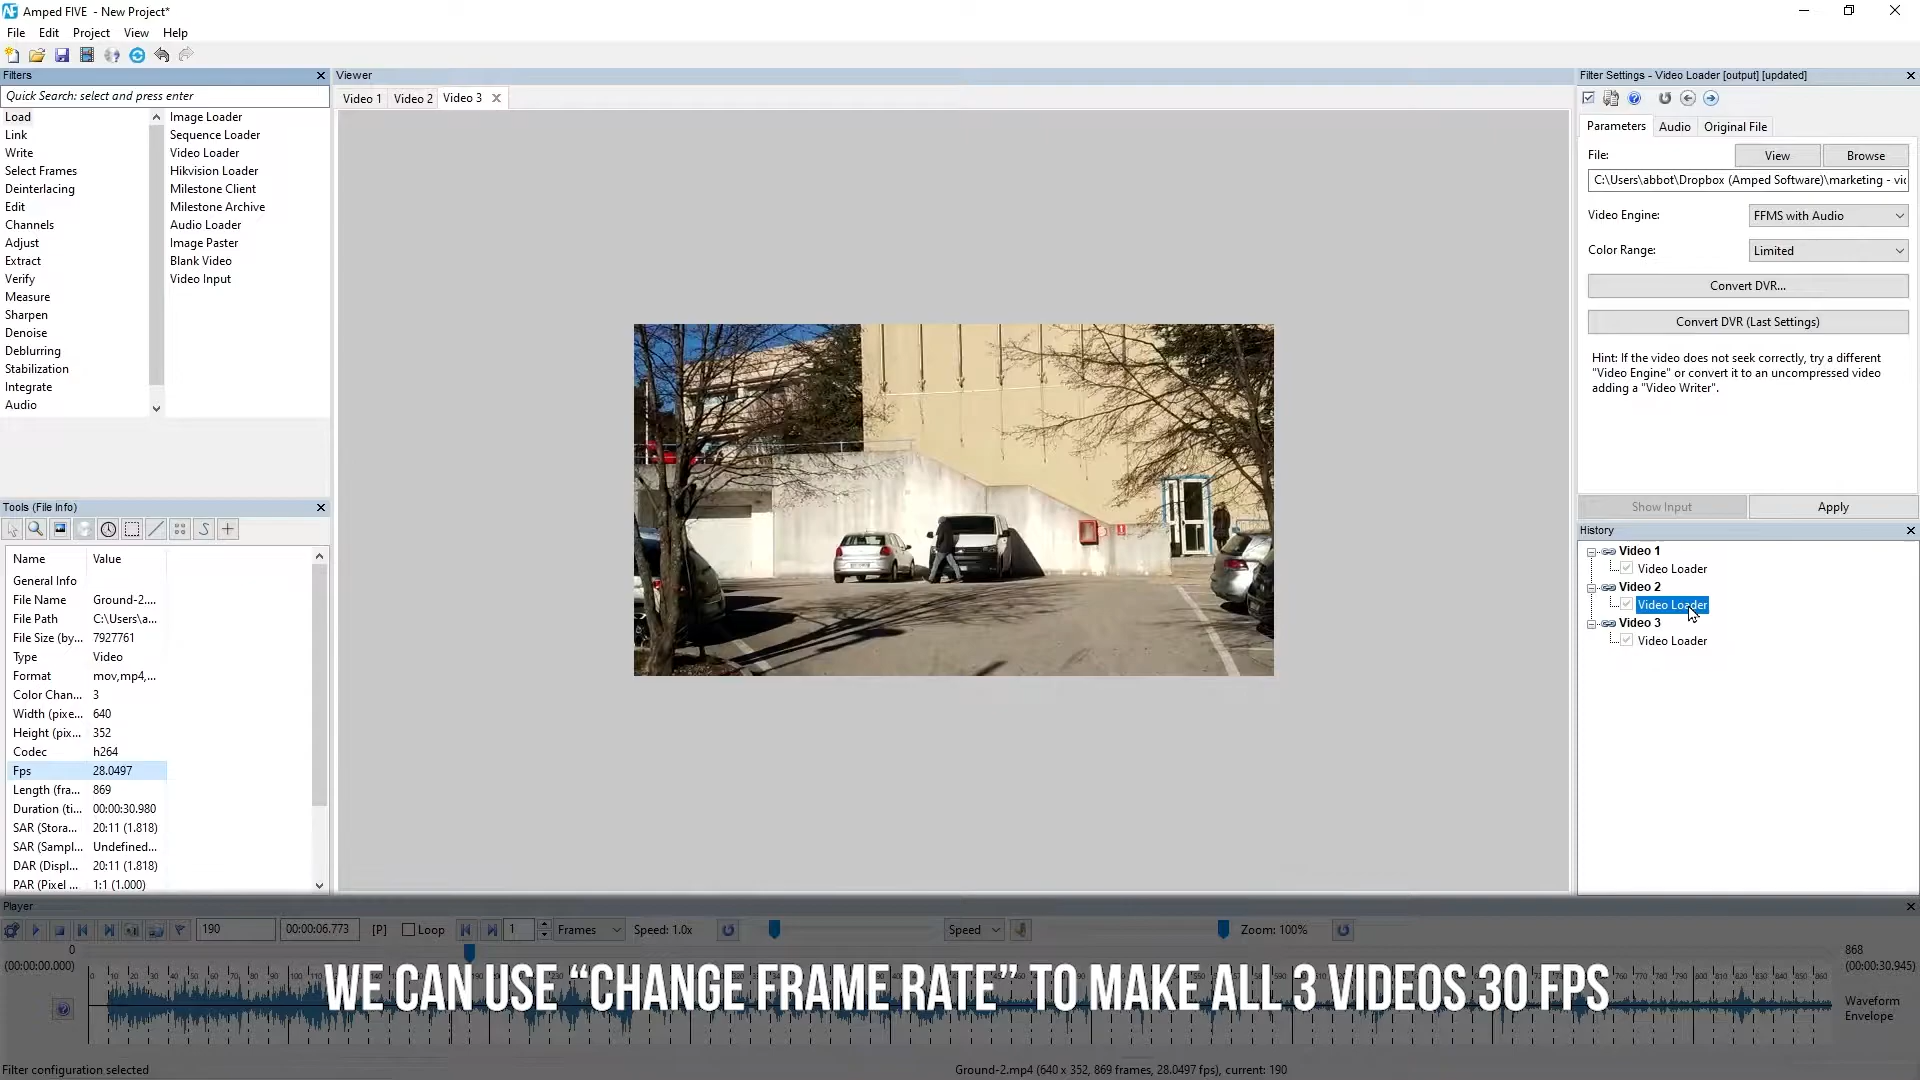 Amped FIVE - New Project*
File Edit Project View Help
Filters
Quick Search: select and press enter
Load
Link
Write
Select Frames
Deinterlacing
Edit
Channels
Adjust
Extract
Verify
Measure
Sharpen
Denoise
Deblurring
Stabilization
Integrate
Audio
Image Loader
Sequence Loader
Video Loader
Hikvision Loader
Milestone Client
Milestone Archive
Audio Loader
Image Paster
Blank Video
Video Input
Tools (File Info)
Name Value
General Info
File Name Ground-2....
File Path C:\Users\a...
File Size (by... 7927761
Type Video
Format mov,mp4,...
Color Chan... 3
Width (pixe... 640
Height (pix... 352
Codec h264
Fps 28.0497
Length (fra... 869
Duration (ti... 00:00:30.980
SAR (Stora... 20:11 (1.818)
SAR (Sampl... Undefined...
DAR (Displ... 20:11 (1.818)
PAR (Pixel ... 1:1 (1.000)
Viewer
Video 1 Video 2 Video 3
Filter Settings - Video Loader [output] [updated]
Parameters Audio Original File
File: View Browse
C:\Users\abbot\Dropbox (Amped Software)\marketing - vi
Video Engine: FFMS with Audio
Color Range: Limited
Convert DVR...
Convert DVR (Last Settings)
Hint: If the video does not seek correctly, try a different
"Video Engine" or convert it to an uncompressed video
adding a "Video Writer".
Show Input Apply
History
Video 1
Video Loader
Video 2
Video Loader
Video 3
Video Loader
Player
190 00:00:06.773 [P] Loop 1 Frames Speed: 1.0x Speed Zoom: 100%
0
(00:00:00.000)
868
(00:00:30.945)
Waveform
Envelope
WE CAN USE “CHANGE FRAME RATE” TO MAKE ALL 3 VIDEOS 30 FPS
Filter configuration selected
Ground-2.mp4 (640 x 352, 869 frames, 28.0497 fps), current: 190